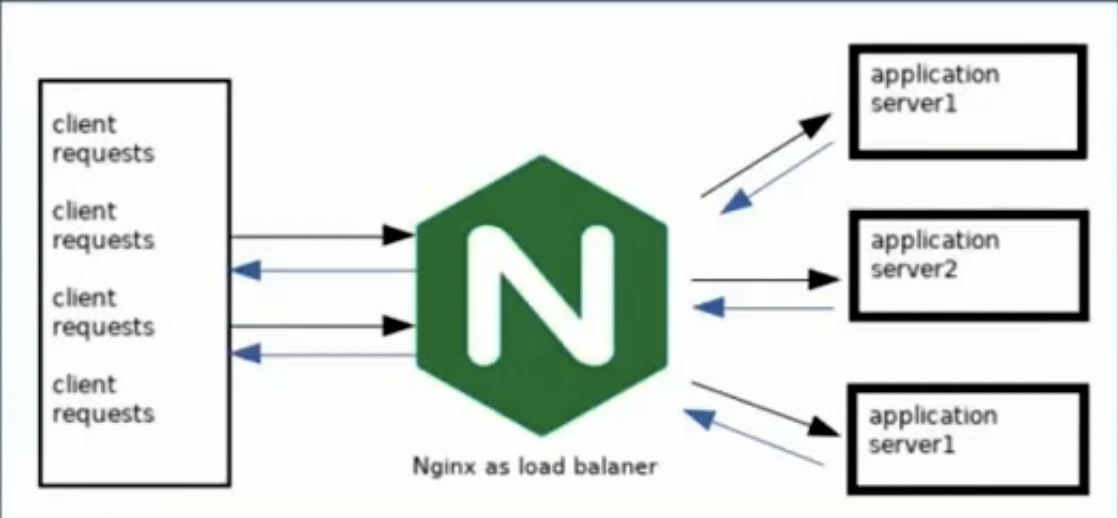 client
requests
client
requests
client
requests
client
requests
N
Nginx as load balaner
application
server1
application
server2
application
server1